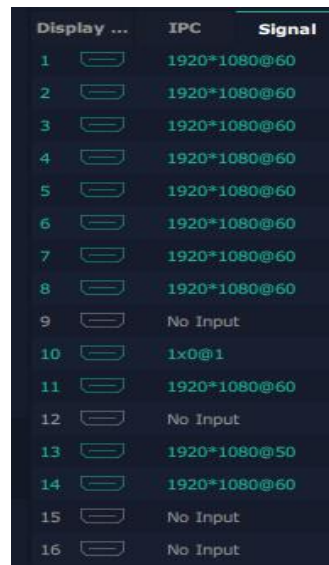 Display ... IPC Signal
1 1920*1080@60
2 1920*1080@60
3 1920*1080@60
4 1920*1080@60
5 1920*1080@60
6 1920*1080@60
7 1920*1080@60
8 1920*1080@60
9 No Input
10 1x0@1
11 1920*1080@60
12 No Input
13 1920*1080@50
14 1920*1080@60
15 No Input
16 No Input